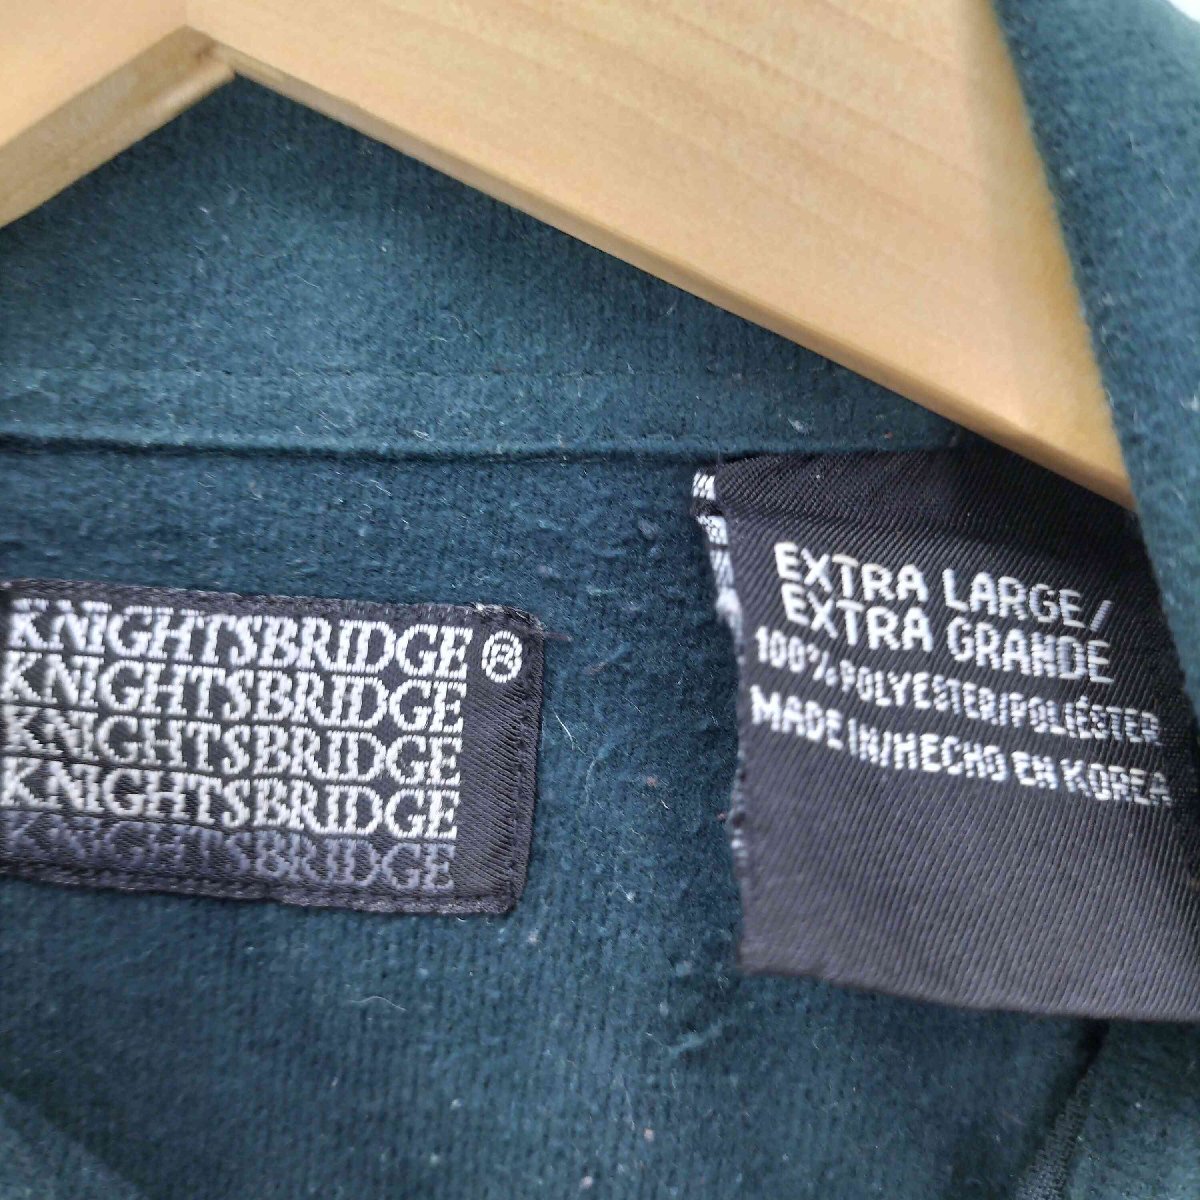 KNIGHTSBRIDGE®
KNIGHTSBRIDGE
KNIGHTSBRIDGE
KNIGHTSBRIDGE
KNIGHTSBRIDGE
EXTRA LARGE/
EXTRA GRANDE
100% POLYESTER/POLIÉSTER
MADE IN/HECHO EN KOREA